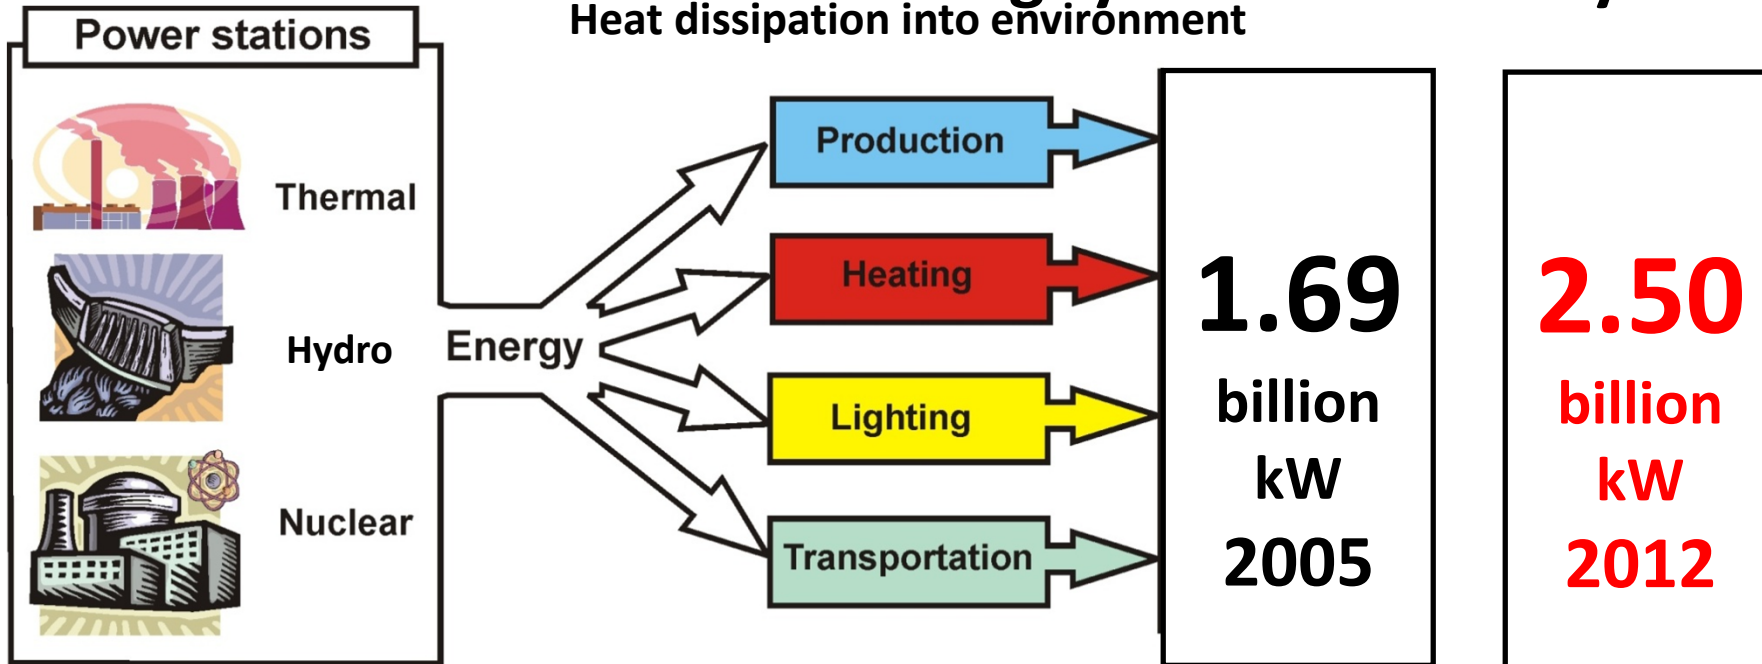 Heat dissipation into environment
Power stations
Thermal
Hydro
Nuclear
Energy
Production
Heating
Lighting
Transportation
1.69
billion
kW
2005
2.50
billion
kW
2012